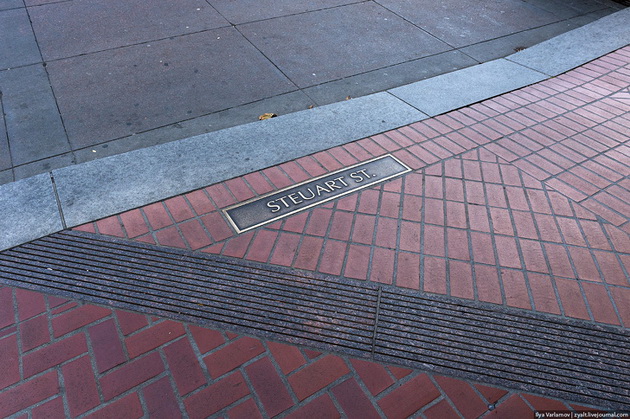 STEUART ST.
Ilya Varlamov | zyalt.livejournal.com